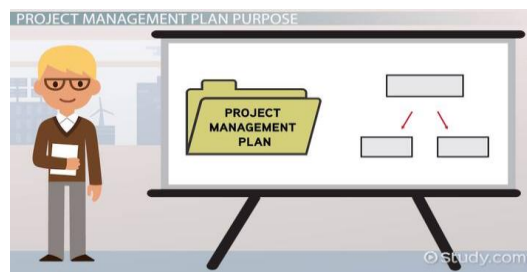 PROJECT MANAGEMENT PLAN PURPOSE
PROJECT
MANAGEMENT
PLAN
Study.com